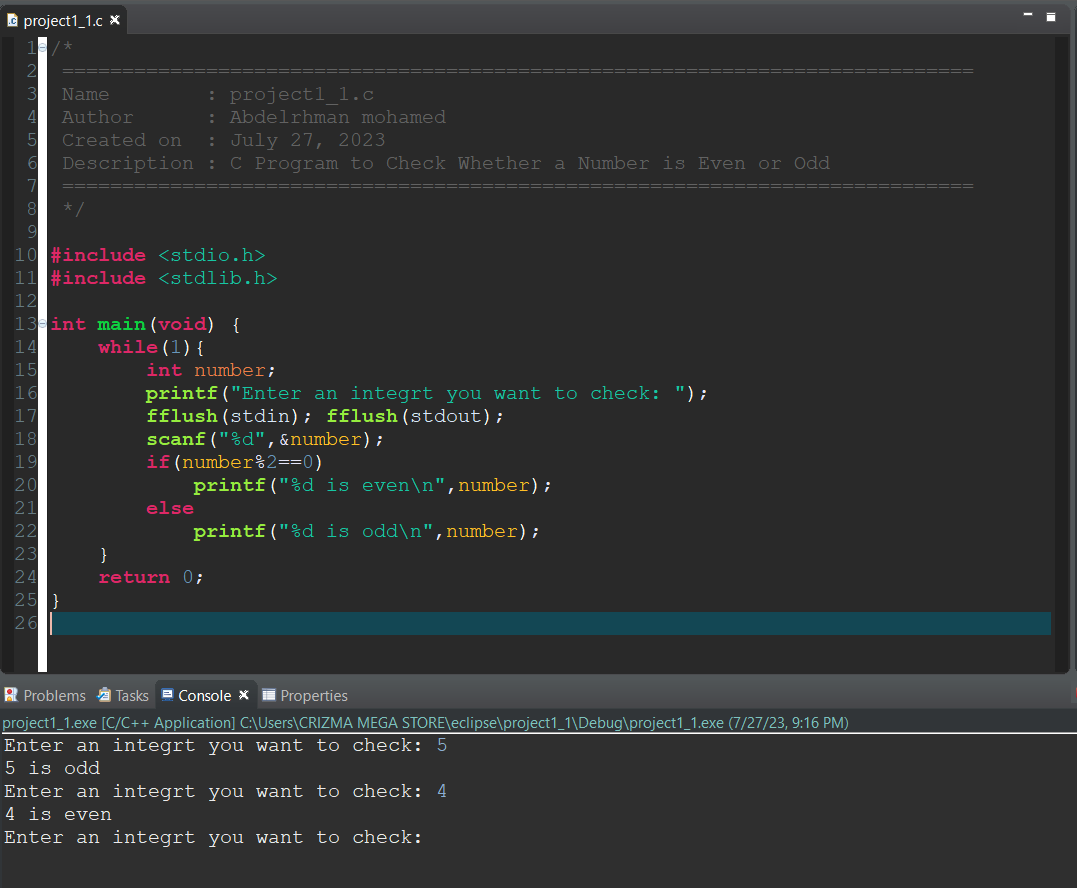 project1_1.c
1 /*
2 ============================================================================
3 Name        : project1_1.c
4 Author      : Abdelrhman mohamed
5 Created on  : July 27, 2023
6 Description : C Program to Check Whether a Number is Even or Odd
7 ============================================================================
8 */
9
10 #include <stdio.h>
11 #include <stdlib.h>
12
13 int main(void) {
14     while(1){
15         int number;
16         printf("Enter an integrt you want to check: ");
17         fflush(stdin); fflush(stdout);
18         scanf("%d",&number);
19         if(number%2==0)
20             printf("%d is even\n",number);
21         else
22             printf("%d is odd\n",number);
23     }
24     return 0;
25 }
26
Problems Tasks Console Properties
project1_1.exe [C/C++ Application] C:\Users\CRIZMA MEGA STORE\eclipse\project1_1\Debug\project1_1.exe (7/27/23, 9:16 PM)
Enter an integrt you want to check: 5
5 is odd
Enter an integrt you want to check: 4
4 is even
Enter an integrt you want to check: